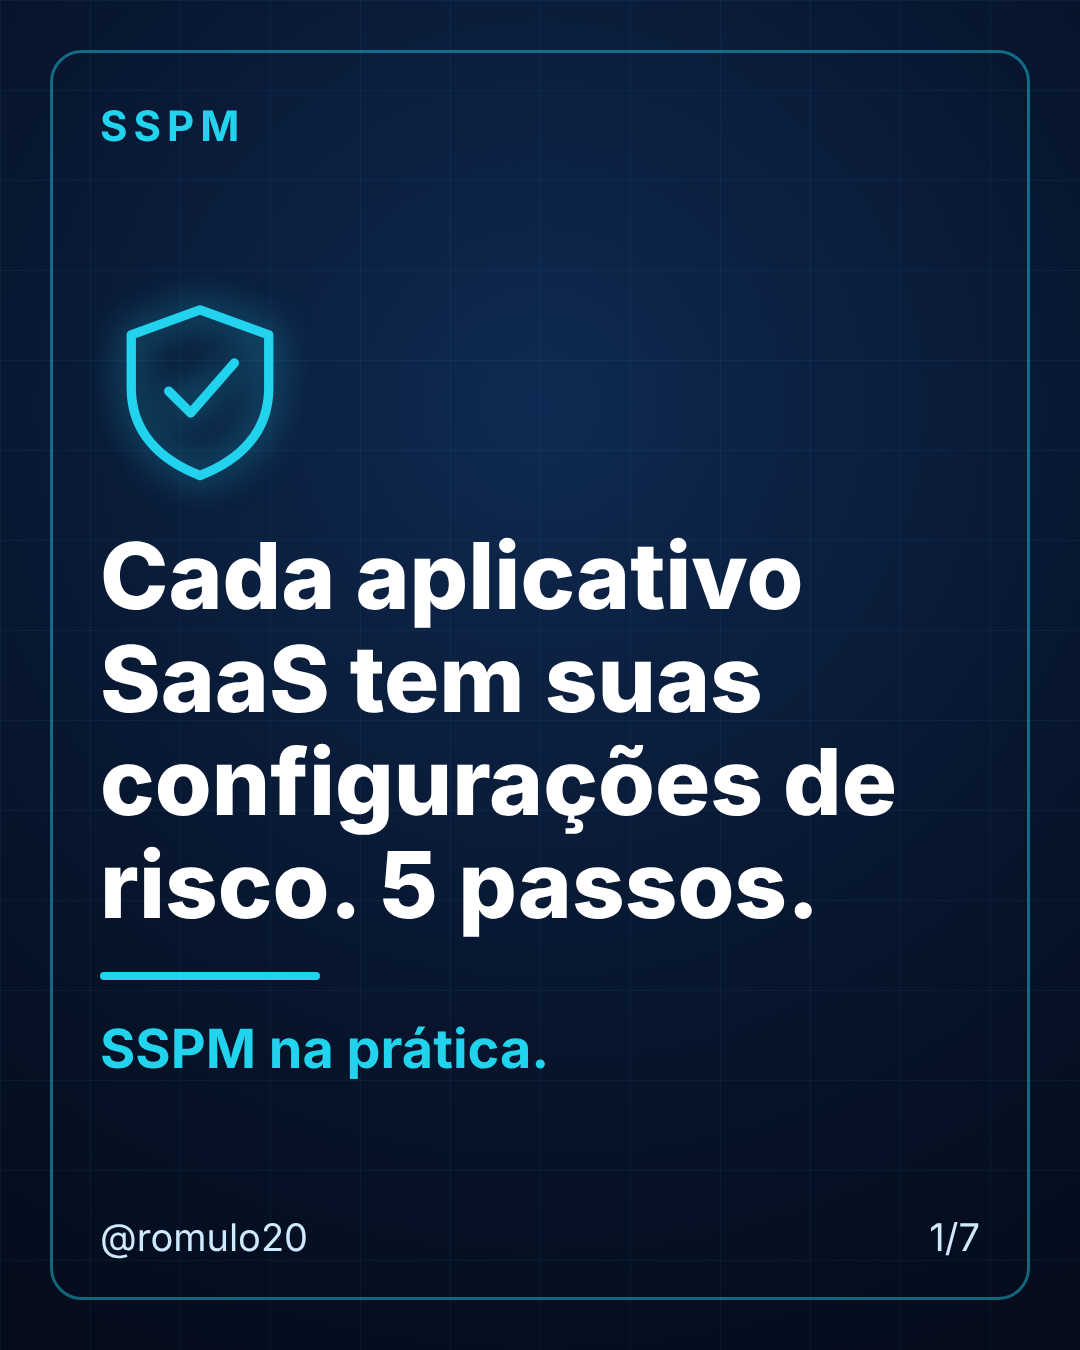 SSPM
Cada aplicativo
SaaS tem suas
configurações de
risco. 5 passos.
SSPM na prática.
@romulo20
1/7